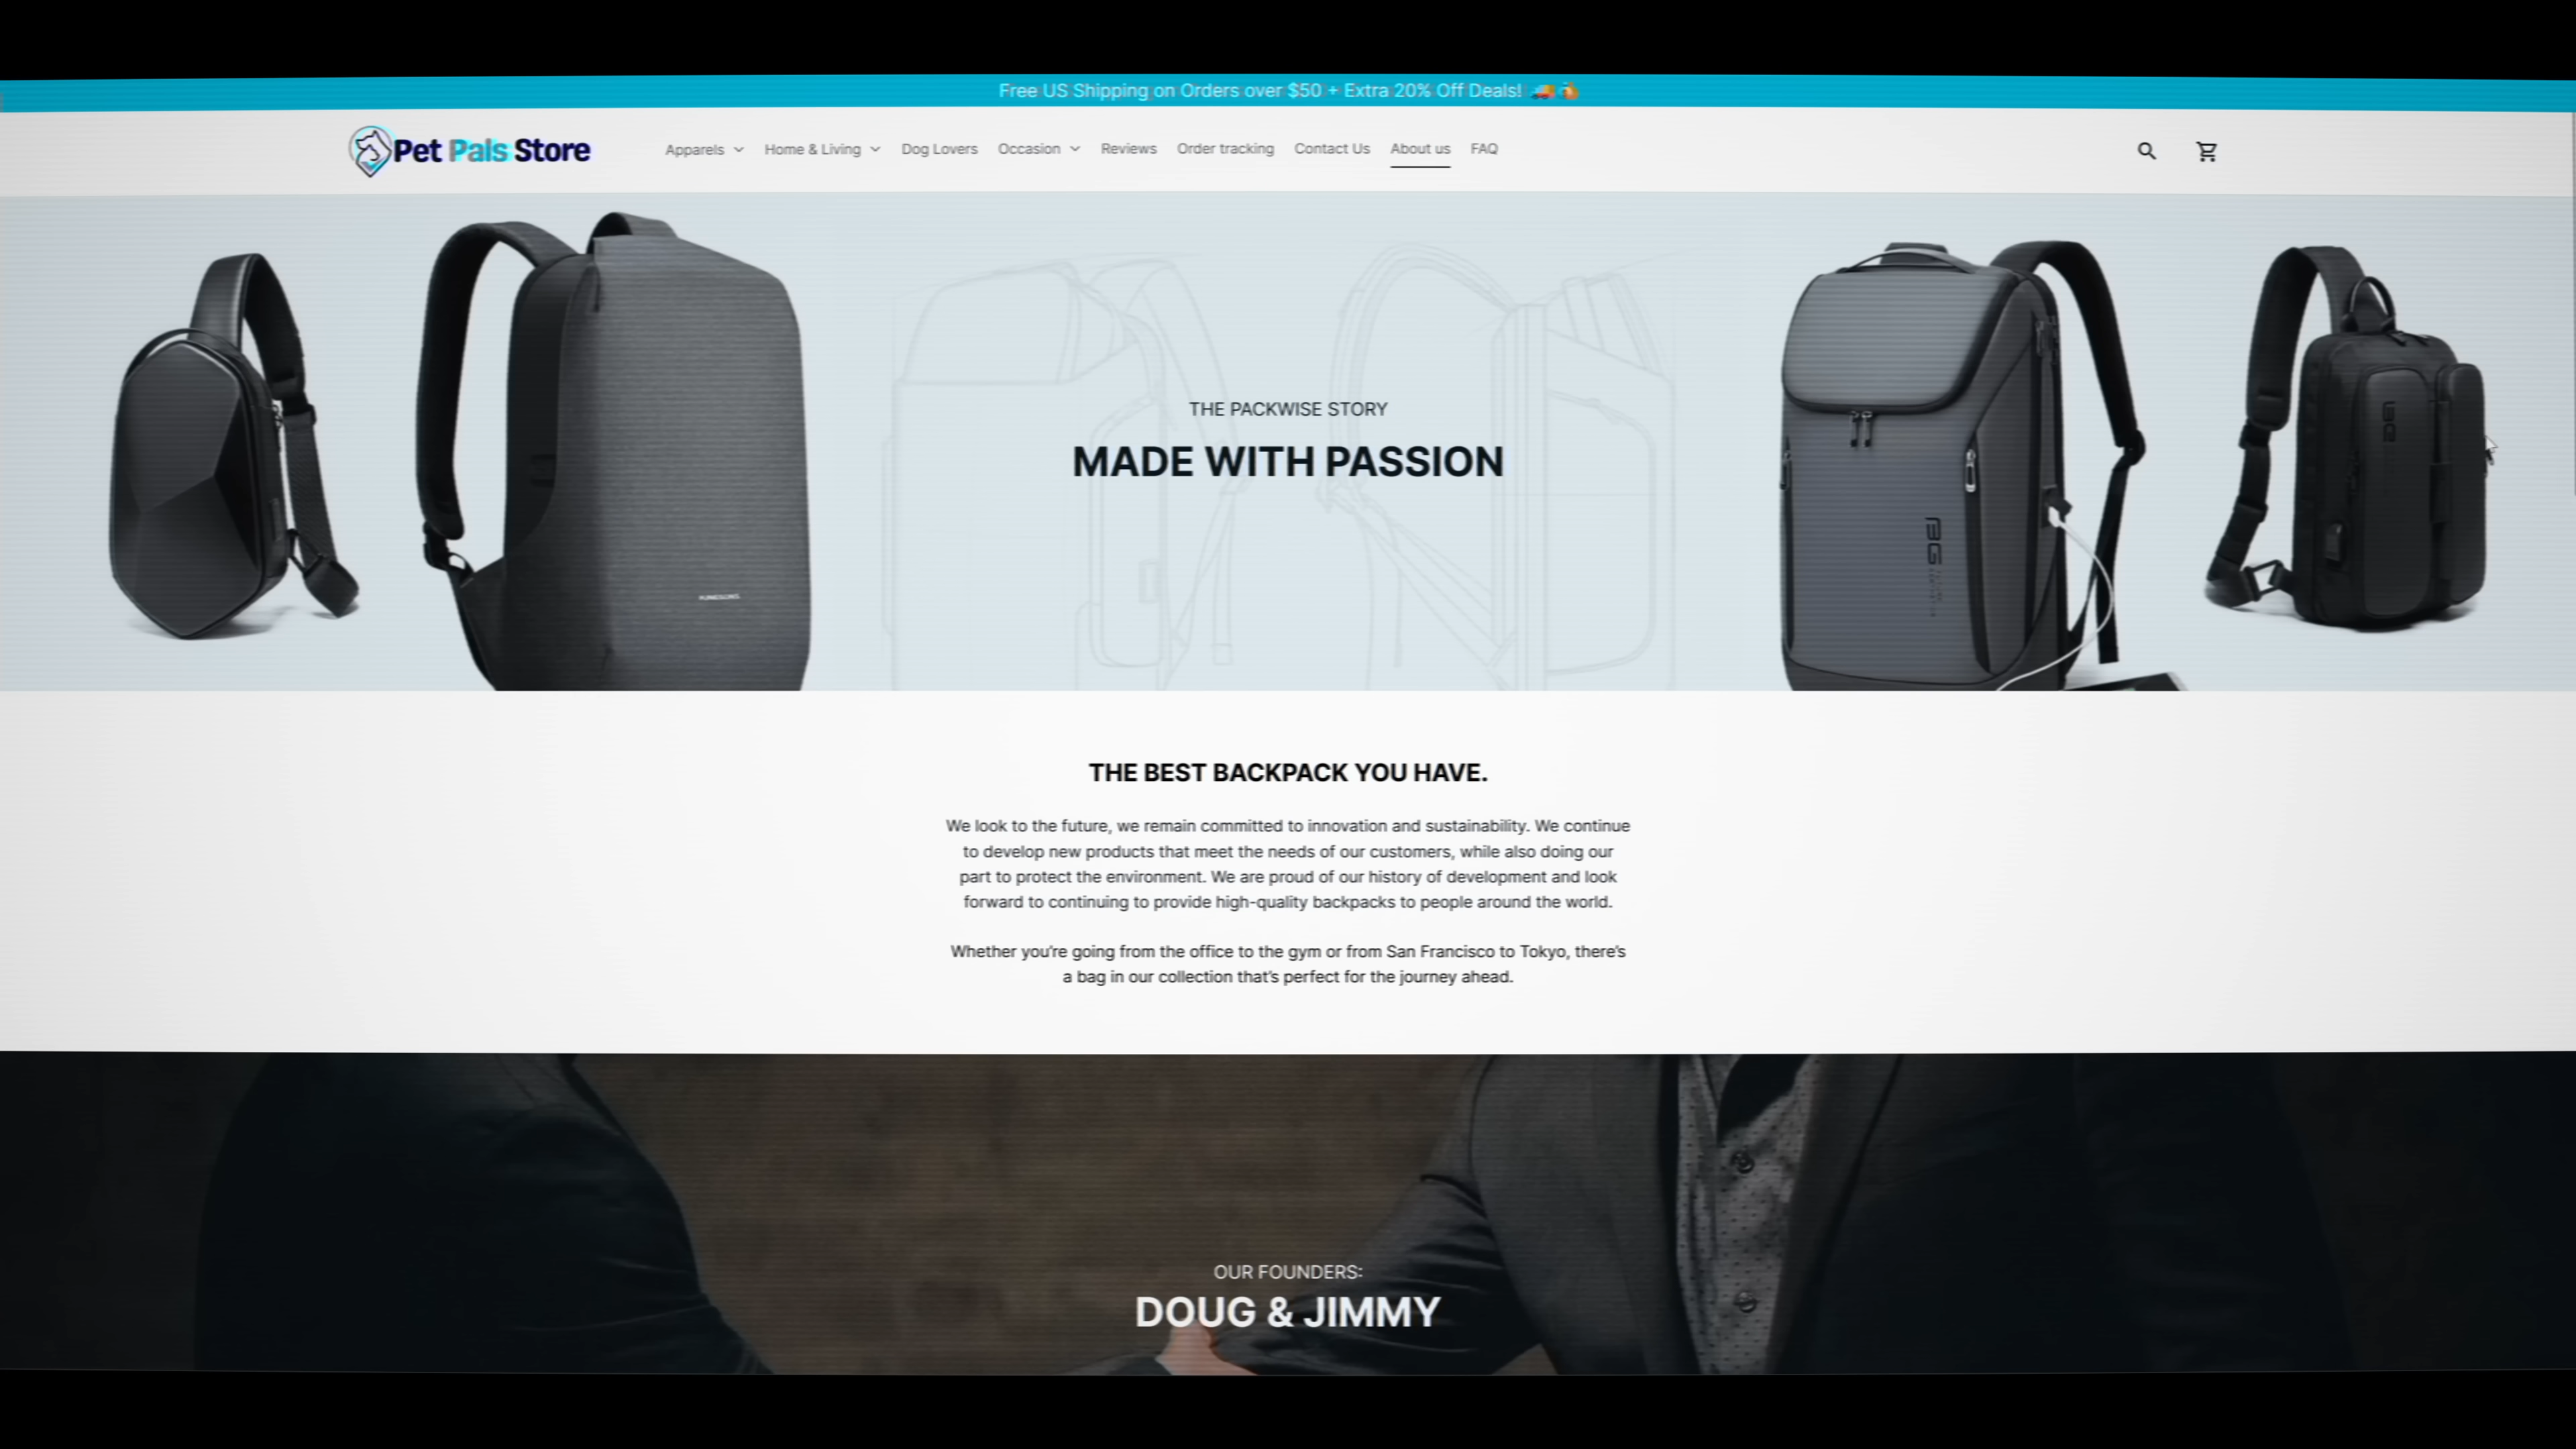 Free US Shipping on Orders over $50 + Extra 20% Off Deals!
Pet Pals Store
Apparels
Home & Living
Dog Lovers
Occasion
Reviews
Order tracking
Contact Us
About us
FAQ
THE PACKWISE STORY
MADE WITH PASSION
BG
BG
THE BEST BACKPACK YOU HAVE.
We look to the future, we remain committed to innovation and sustainability. We continue
to develop new products that meet the needs of our customers, while also doing our
part to protect the environment. We are proud of our history of development and look
forward to continuing to provide high-quality backpacks to people around the world.
Whether you're going from the office to the gym or from San Francisco to Tokyo, there's
a bag in our collection that's perfect for the journey ahead.
OUR FOUNDERS:
DOUG & JIMMY